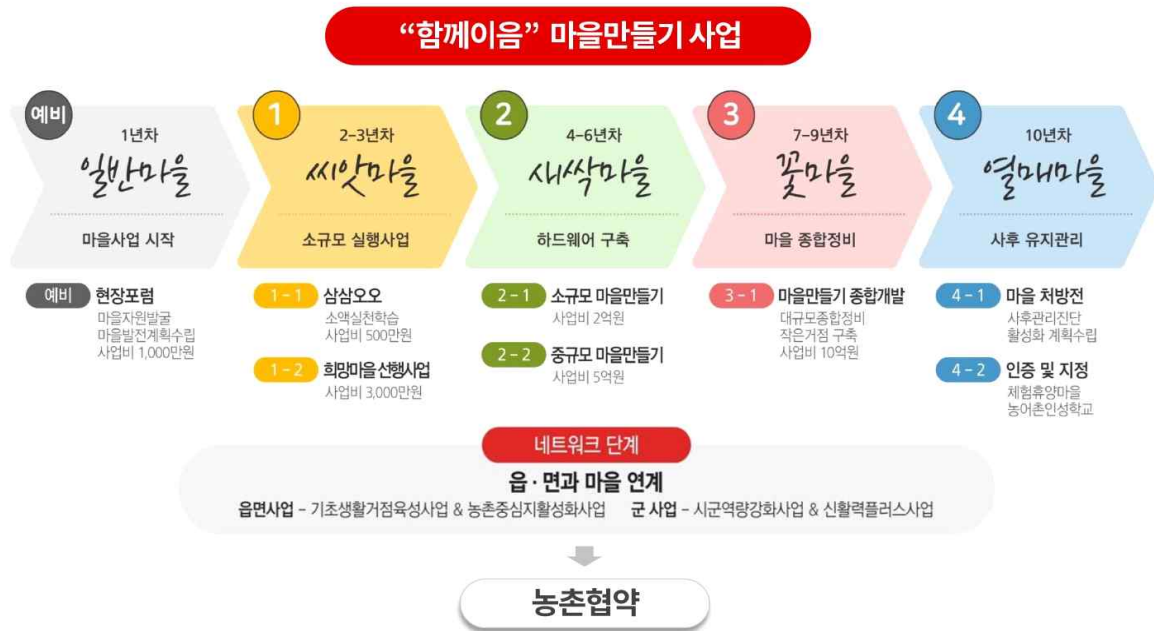 “함께이음” 마을만들기 사업
예비
1년차
일반마을
마을사업 시작
1
2-3년차
씨앗마을
소규모 실행사업
2
4-6년차
새싹마을
하드웨어 구축
3
7-9년차
꽃마을
마을 종합정비
4
10년차
열매마을
사후 유지관리
예비 현장포럼
마을자원발굴
마을발전계획수립
사업비 1,000만원
1-1 삼삼오오
소액실천학습
사업비 500만원
1-2 희망마을 선행사업
사업비 3,000만원
2-1 소규모 마을만들기
사업비 2억원
2-2 중규모 마을만들기
사업비 5억원
3-1 마을만들기 종합개발
대규모종합정비
작은거점 구축
사업비 10억원
4-1 마을 처방전
사후관리진단
활성화 계획수립
4-2 인증 및 지정
체험휴양마을
농어촌인성학교
네트워크 단계
읍·면과 마을 연계
읍면사업 – 기초생활거점육성사업 & 농촌중심지활성화사업 군 사업 – 시군역량강화사업 & 신활력플러스사업
농촌협약